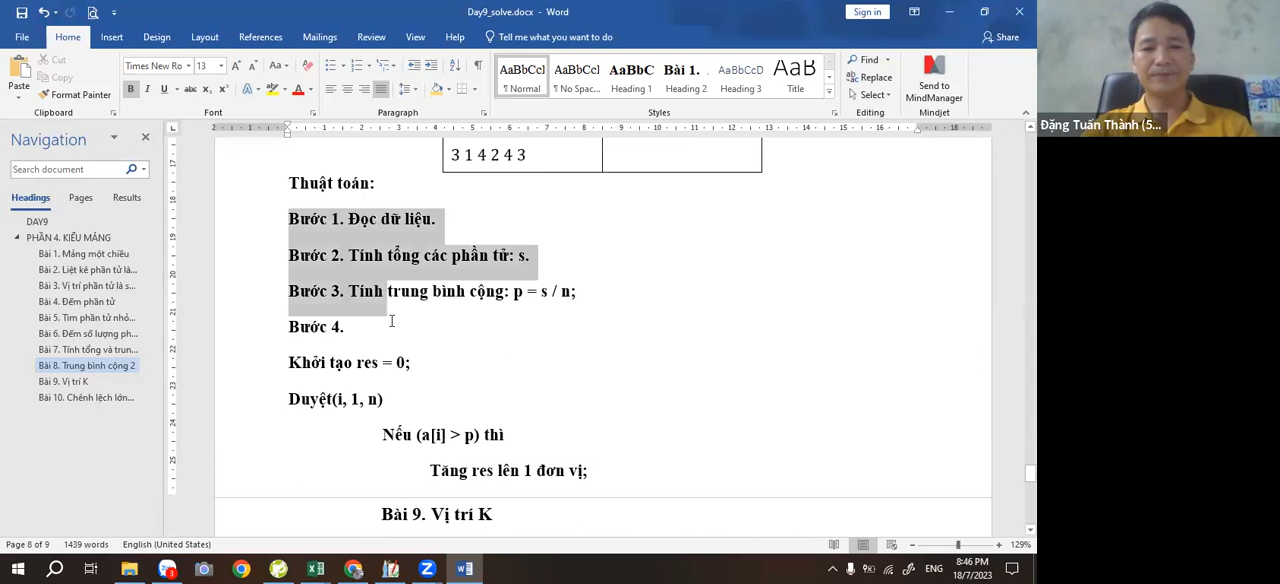 Day9_solve.docx - Word
Sign in
File Home Insert Design Layout References Mailings Review View Help Tell me what you want to do Share
Paste Cut Copy Format Painter
Times New Ro 13
AaBbCcl AaBbCcl AaBbC Bài 1. AaBbCcD AaBb
¶ Normal ¶ No Spac... Heading 1 Heading 2 Heading 3 Title
Find Replace Select
Send to MindManager
Clipboard Font Paragraph Styles Editing Mindjet
Đặng Tuấn Thành (5...
Navigation
Search document
Headings Pages Results
DAY9
PHẦN 4. KIỂU MẢNG
Bài 1. Mảng một chiều
Bài 2. Liệt kê phần tử là...
Bài 3. Vị trí phần tử là s...
Bài 4. Đếm phần tử
Bài 5. Tìm phần tử nhỏ...
Bài 6. Đếm số lượng ph...
Bài 7. Tính tổng và trun...
Bài 8. Trung bình cộng 2
Bài 9. Vị trí K
Bài 10. Chênh lệch lớn...
3 1 4 2 4 3
Thuật toán:
Bước 1. Đọc dữ liệu.
Bước 2. Tính tổng các phần tử: s.
Bước 3. Tính trung bình cộng: p = s / n;
Bước 4.
Khởi tạo res = 0;
Duyệt(i, 1, n)
Nếu (a[i] > p) thì
Tăng res lên 1 đơn vị;
Bài 9. Vị trí K
Page 8 of 9 1439 words English (United States) 129%
ENG 8:46 PM
18/7/2023